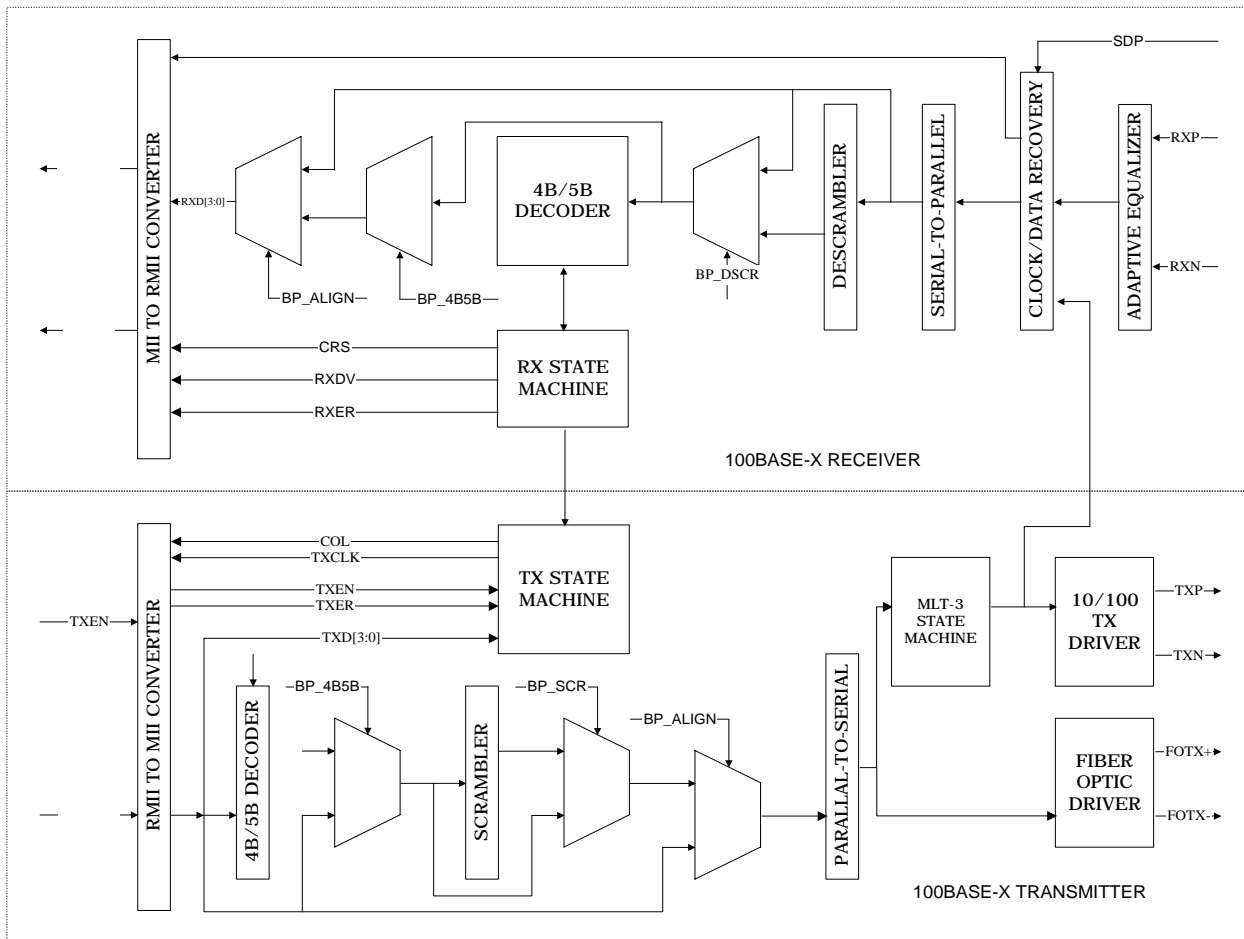 SDP
MII TO RMII CONVERTER
RXD[3:0]
4B/5B
DECODER
BP_ALIGN
BP_4B5B
BP_DSCR
DESCRAMBLER
SERIAL-TO-PARALLEL
CLOCK/DATA RECOVERY
ADAPTIVE EQUALIZER
RXP
RXN
CRS
RXDV
RXER
RX STATE
MACHINE
100BASE-X RECEIVER
RMII TO MII CONVERTER
COL
TXCLK
TXEN
TXER
TXD[3:0]
TXEN
TX STATE
MACHINE
4B/5B DECODER
BP_4B5B
SCRAMBLER
BP_SCR
BP_ALIGN
PARALLAL-TO-SERIAL
MLT-3
STATE
MACHINE
10/100
TX
DRIVER
TXP
TXN
FIBER
OPTIC
DRIVER
FOTX+
FOTX-
100BASE-X TRANSMITTER